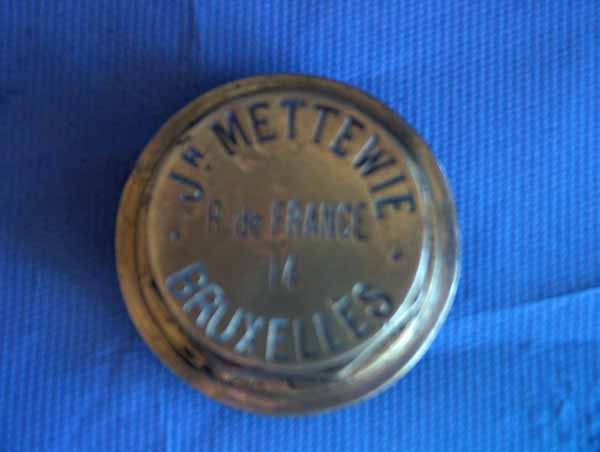 Jn. METTEWIE
R. de FRANCE
14
BRUXELLES